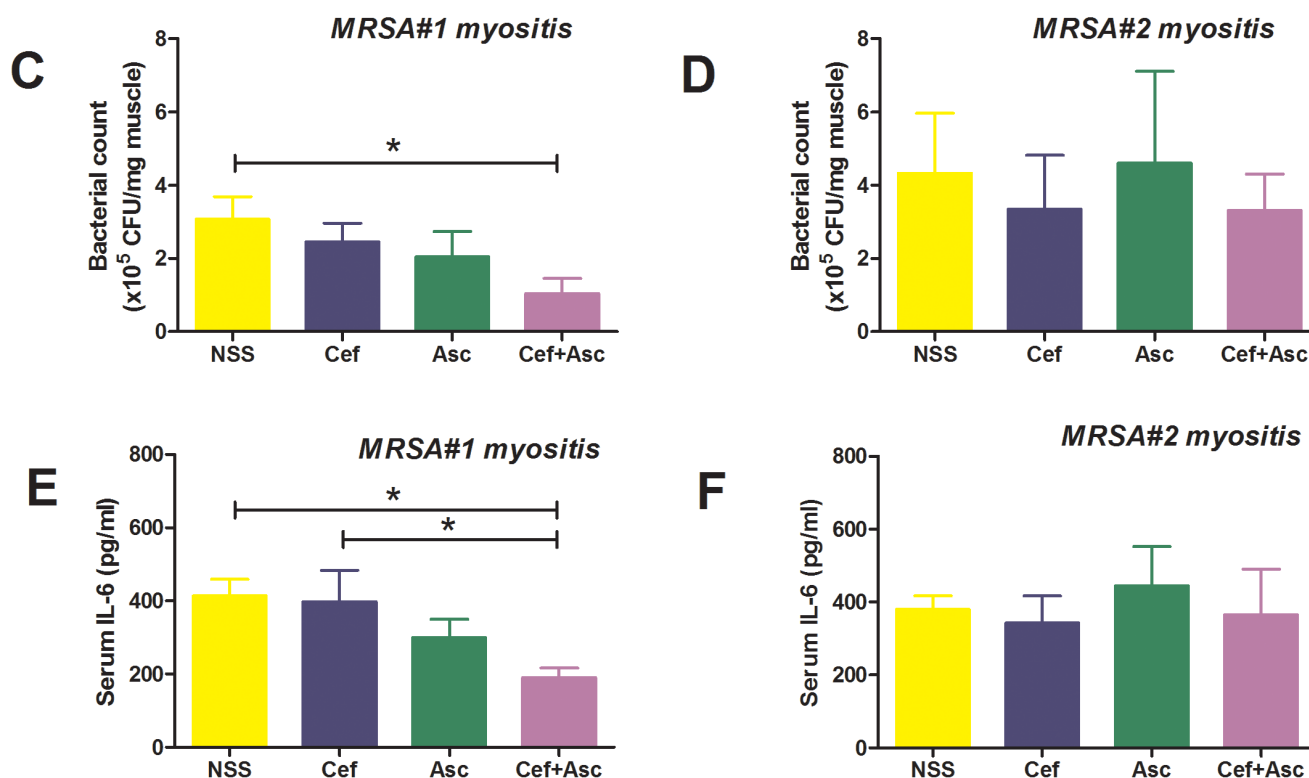 C
MRSA#1 myositis
Bacterial count
(x10⁵ CFU/mg muscle)
8
6
4
2
0
*
NSS Cef Asc Cef+Asc
D
MRSA#2 myositis
Bacterial count
(x10⁵ CFU/mg muscle)
8
6
4
2
0
NSS Cef Asc Cef+Asc
E
MRSA#1 myositis
Serum IL-6 (pg/ml)
800
600
400
200
0
*
*
NSS Cef Asc Cef+Asc
F
MRSA#2 myositis
Serum IL-6 (pg/ml)
800
600
400
200
0
NSS Cef Asc Cef+Asc